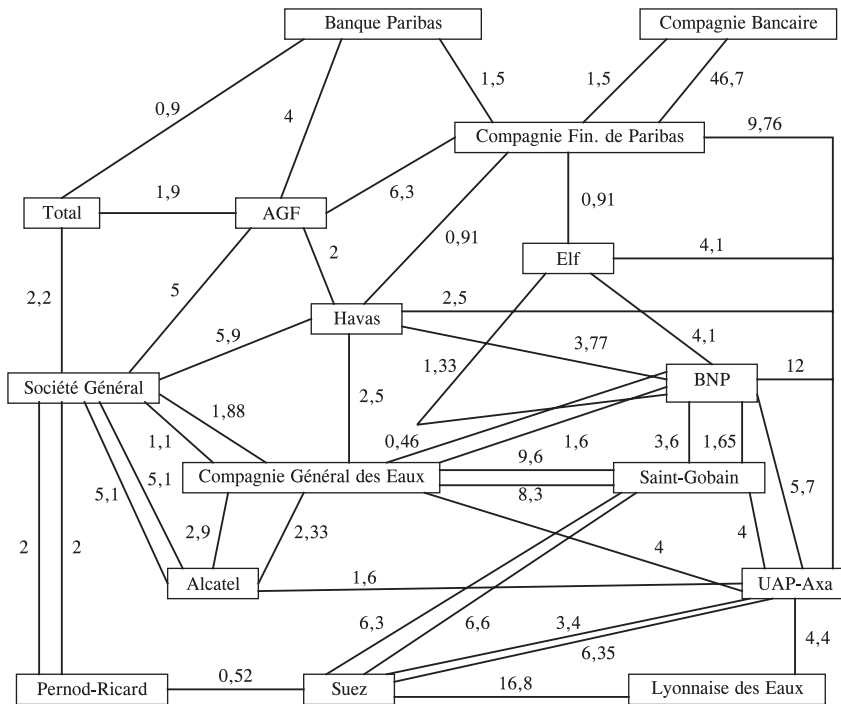 Banque Paribas
Compagnie Bancaire
0,9
4
1,5
1,5
46,7
Compagnie Fin. de Paribas
9,76
Total
1,9
AGF
6,3
0,91
0,91
2
Elf
4,1
2,2
5
Havas
2,5
5,9
3,77
4,1
1,33
BNP
12
Société Général
1,88
2,5
1,1
0,46
1,6
3,6
1,65
5,1
5,1
Compagnie Général des Eaux
9,6
8,3
Saint-Gobain
5,7
2
2
2,9
2,33
4
4
Alcatel
1,6
UAP-Axa
6,3
6,6
3,4
6,35
4,4
Pernod-Ricard
0,52
Suez
16,8
Lyonnaise des Eaux